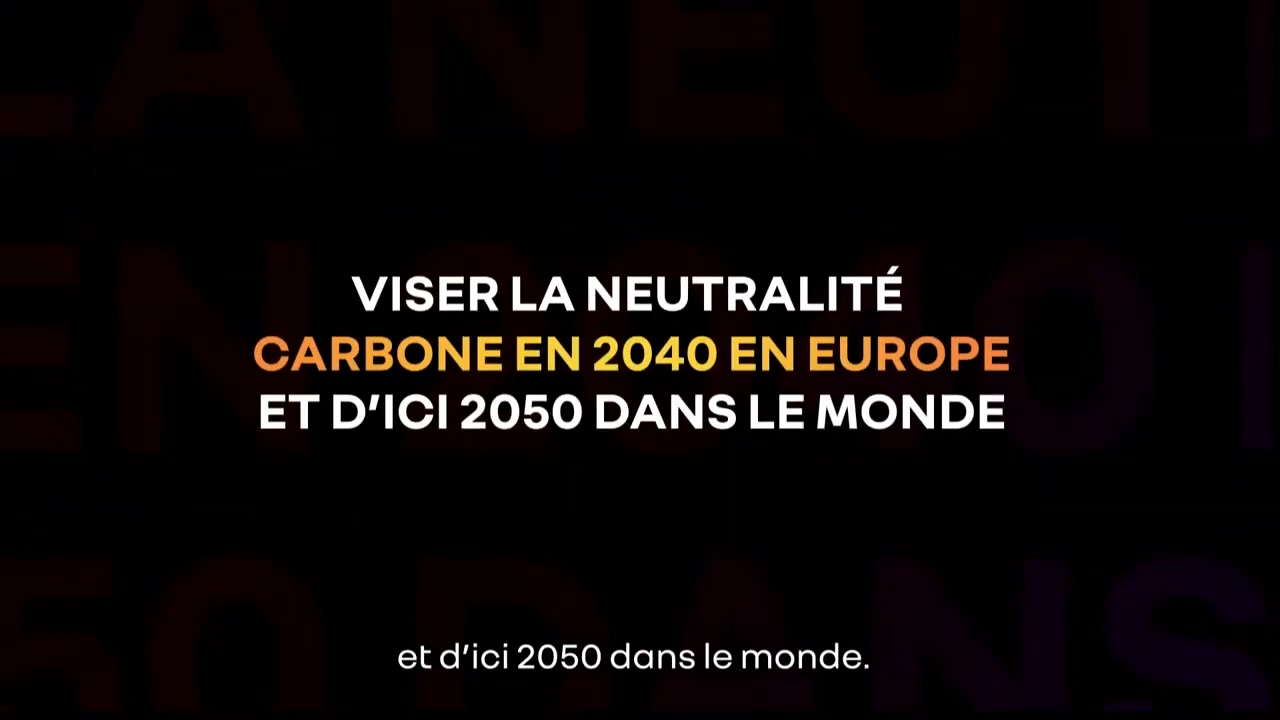 VISER LA NEUTRALITÉ
CARBONE EN 2040 EN EUROPE
ET D'ICI 2050 DANS LE MONDE
et d'ici 2050 dans le monde.